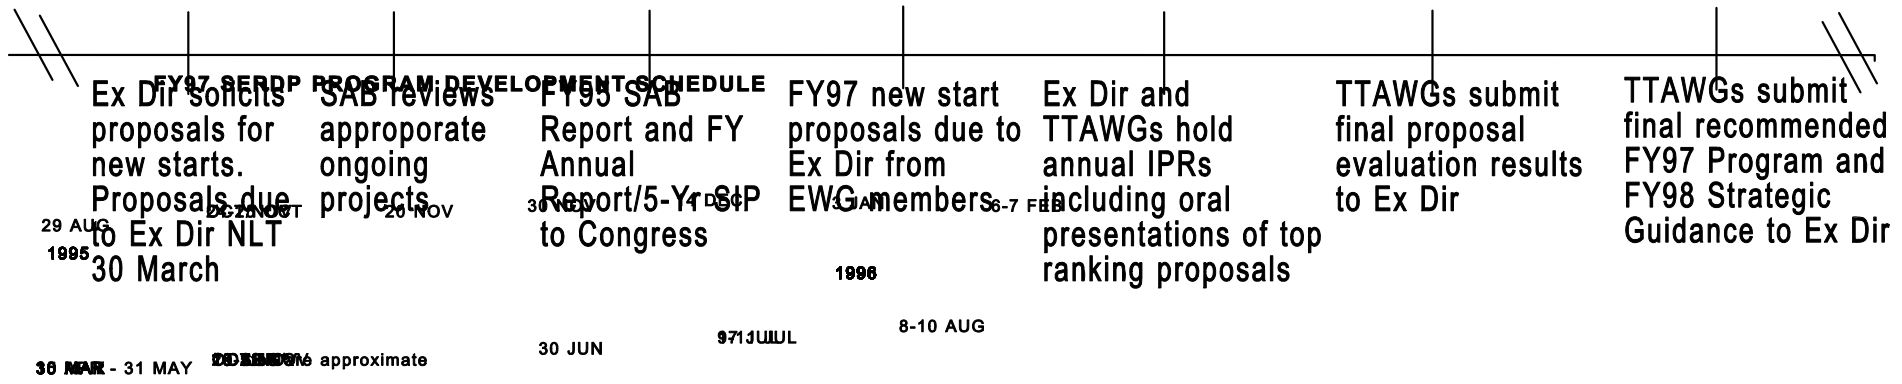 FY97 SERDP PROGRAM DEVELOPMENT SCHEDULE
Ex Dir solicits
proposals for
new starts.
Proposals due
to Ex Dir NLT
30 March
SAB reviews
approporate
ongoing
projects
FY95 SAB
Report and FY
Annual
Report/5-Yr SIP
to Congress
FY97 new start
proposals due to
Ex Dir from
EWG members
Ex Dir and
TTAWGs hold
annual IPRs
including oral
presentations of top
ranking proposals
TTAWGs submit
final proposal
evaluation results
to Ex Dir
TTAWGs submit
final recommended
FY97 Program and
FY98 Strategic
Guidance to Ex Dir
29 AUG
1995
20 NOV
30 NOV
4 DEC
3 JAN
6-7 FEB
8-10 AUG
30 JUN
- 31 MAY
approximate